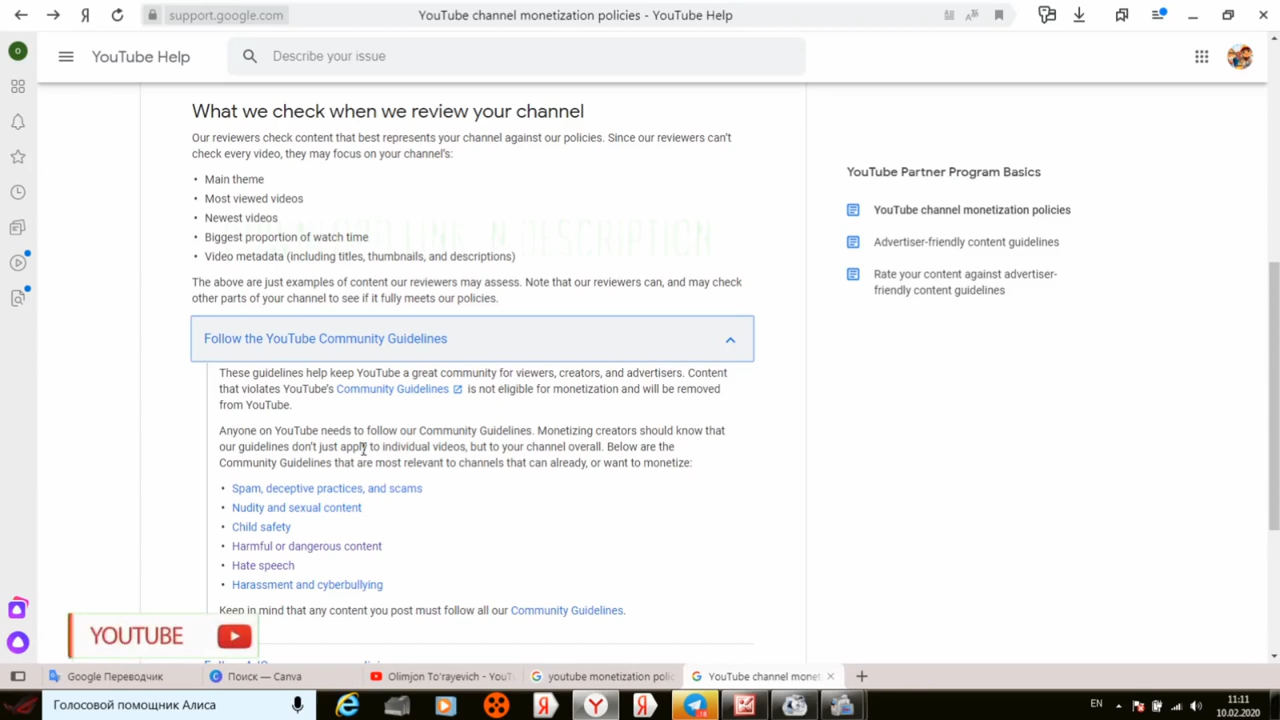 support.google.com
YouTube channel monetization policies - YouTube Help
YouTube Help
Describe your issue
What we check when we review your channel
Our reviewers check content that best represents your channel against our policies. Since our reviewers can't
check every video, they may focus on your channel's:
• Main theme
• Most viewed videos
• Newest videos
• Biggest proportion of watch time
• Video metadata (including titles, thumbnails, and descriptions)
The above are just examples of content our reviewers may assess. Note that our reviewers can, and may check
other parts of your channel to see if it fully meets our policies.
Follow the YouTube Community Guidelines
These guidelines help keep YouTube a great community for viewers, creators, and advertisers. Content
that violates YouTube's Community Guidelines is not eligible for monetization and will be removed
from YouTube.
Anyone on YouTube needs to follow our Community Guidelines. Monetizing creators should know that
our guidelines don't just apply to individual videos, but to your channel overall. Below are the
Community Guidelines that are most relevant to channels that can already, or want to monetize:
• Spam, deceptive practices, and scams
• Nudity and sexual content
• Child safety
• Harmful or dangerous content
• Hate speech
• Harassment and cyberbullying
Keep in mind that any content you post must follow all our Community Guidelines.
YouTube Partner Program Basics
YouTube channel monetization policies
Advertiser-friendly content guidelines
Rate your content against advertiser-
friendly content guidelines
YOUTUBE
Google Переводчик
Поиск — Canva
Olimjon To'rayevich - YouT
youtube monetization polic
YouTube channel monet
Голосовой помощник Алиса
EN
11:11
10.02.2020